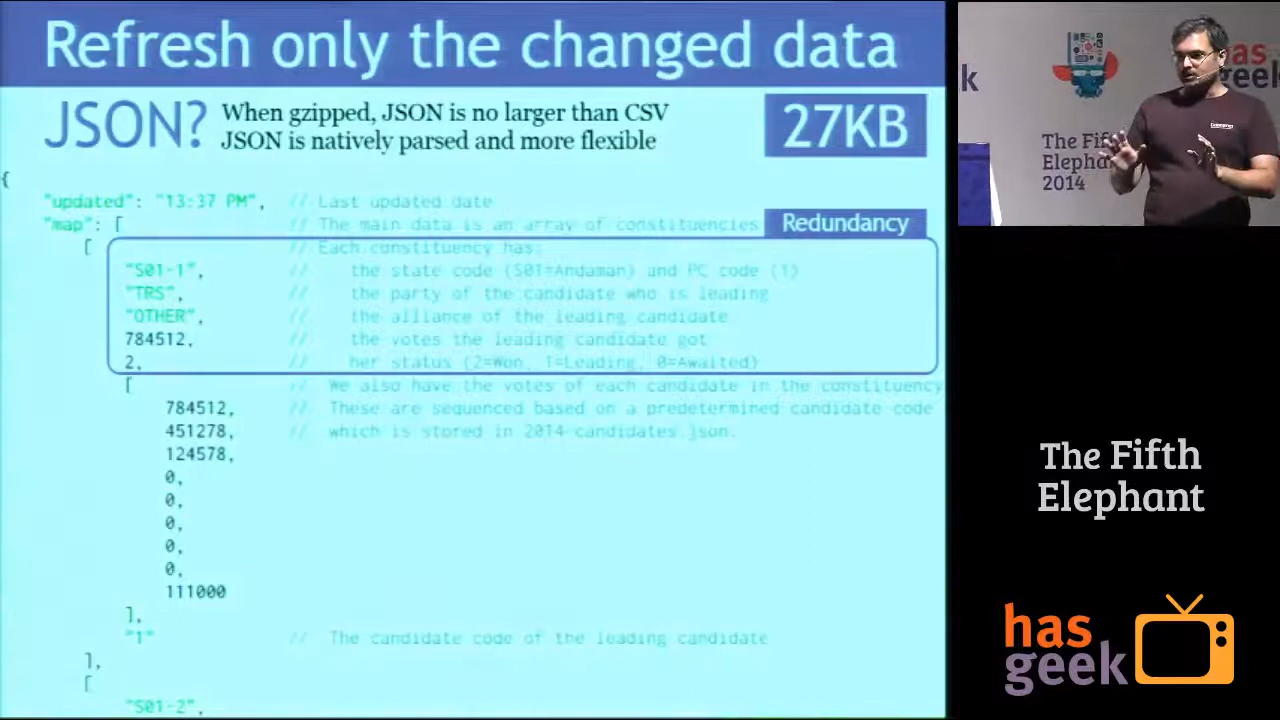 Refresh only the changed data
JSON?
When gzipped, JSON is no larger than CSV
JSON is natively parsed and more flexible
27KB
{
"updated": "13:37 PM", // Last updated date
"map": [ // The main data is an array of constituencies
Redundancy
[ // Each constituency has:
"S01-1", // the state code (S01=Andaman) and PC code (1)
"TRS", // the party of the candidate who is leading
"OTHER", // the alliance of the leading candidate
784512, // the votes the leading candidate got
2, // her status (2=Won, 1=Leading, 0=Awaited)
[ // We also have the votes of each candidate in the constituency
784512, // These are sequenced based on a predetermined candidate code
451278, // which is stored in 2014-candidates.json.
124578,
0,
0,
0,
0,
0,
111000
],
"1" // The candidate code of the leading candidate
],
[
"S01-2",
k
has
geek
The Fifth
Elephant
2014
The Fifth
Elephant
has
geek